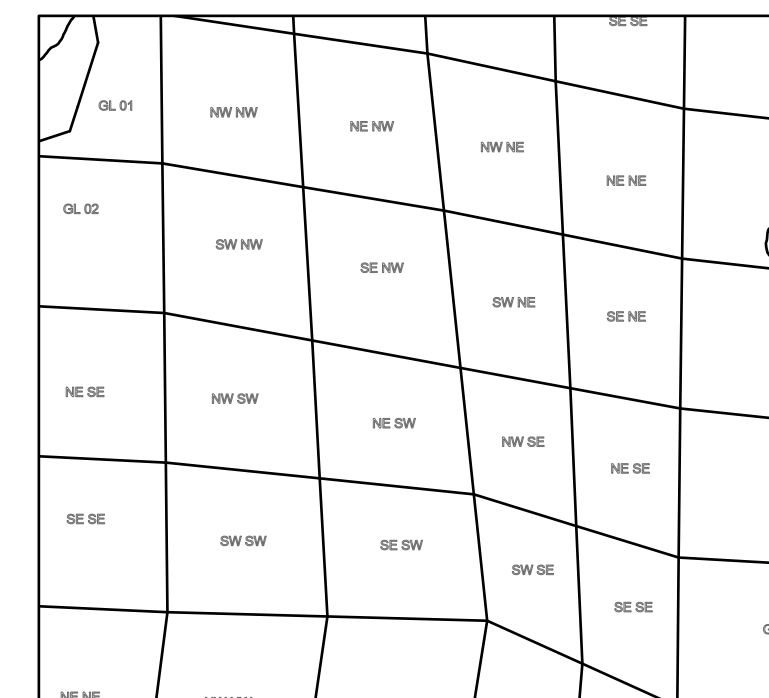 SE SE
GL 01
NW NW
NE NW
NW NE
NE NE
GL 02
SW NW
SE NW
SW NE
SE NE
NE SE
NW SW
NE SW
NW SE
NE SE
SE SE
SW SW
SE SW
SW SE
SE SE
NE NE